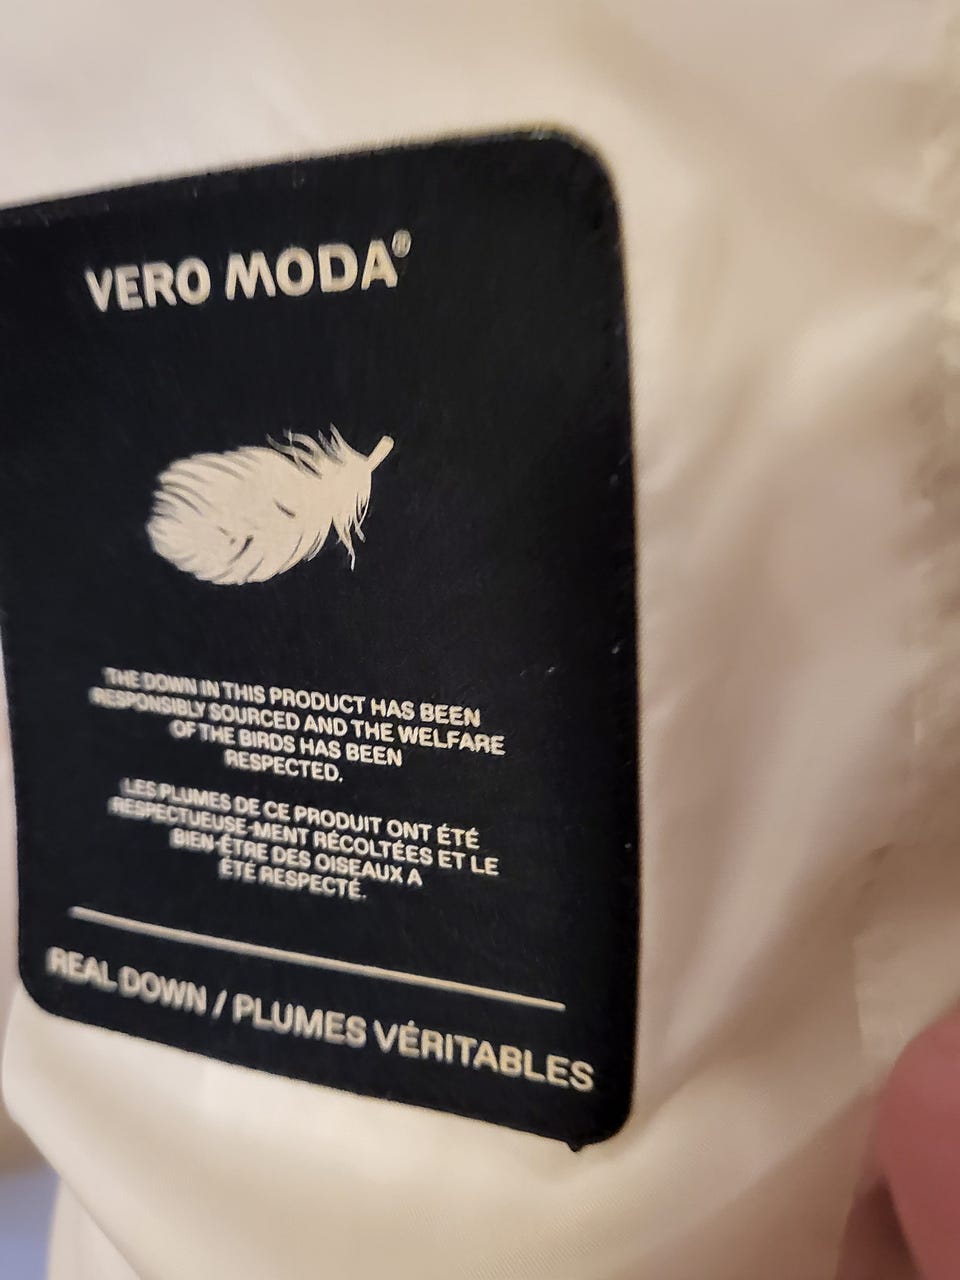 VERO MODA®
THE DOWN IN THIS PRODUCT HAS BEEN
RESPONSIBLY SOURCED AND THE WELFARE
OF THE BIRDS HAS BEEN
RESPECTED.
LES PLUMES DE CE PRODUIT ONT ÉTÉ
RESPECTUEUSE-MENT RÉCOLTÉES ET LE
BIEN-ÊTRE DES OISEAUX A
ÉTÉ RESPECTÉ.
REAL DOWN / PLUMES VÉRITABLES